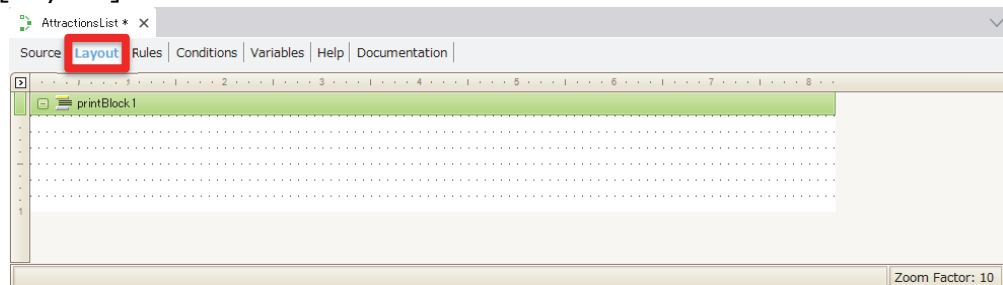 AttractionsList *
Source Layout Rules Conditions Variables Help Documentation
1 2 3 4 5 6 7 8
printBlock1
1
Zoom Factor: 10